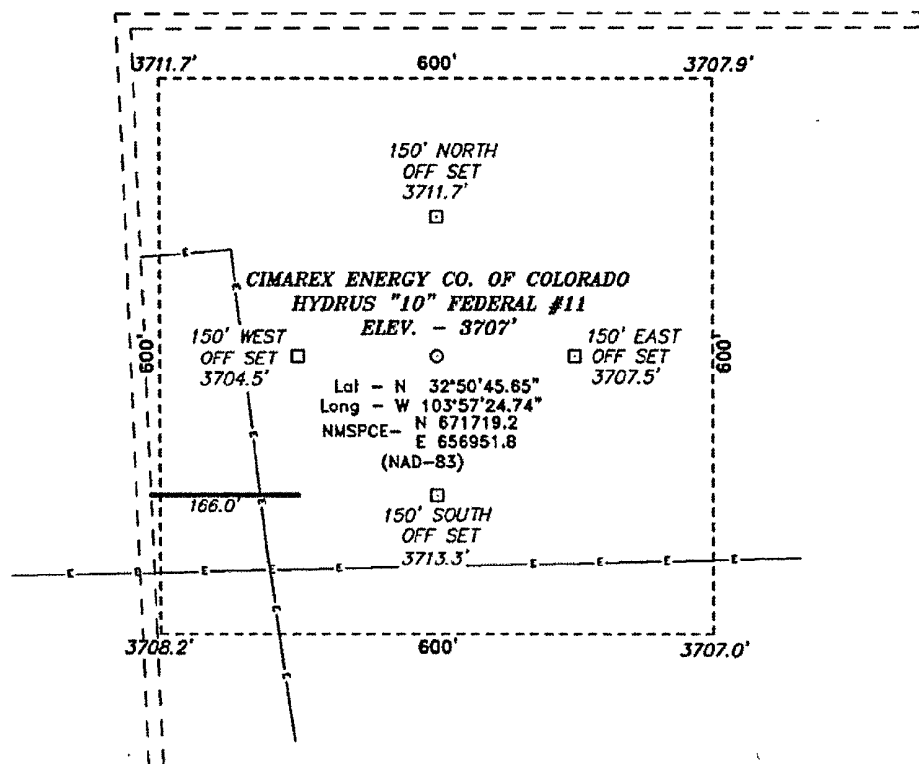 3711.7' 600' 3707.9'
150' NORTH
OFF SET
3711.7'
E
CIMAREX ENERGY CO. OF COLORADO
HYDRUS "10" FEDERAL #11
ELEV. - 3707'
600'
150' WEST
OFF SET
3704.5'
150' EAST
OFF SET
3707.5'
600'
Lat - N 32°50'45.65"
Long - W 103°57'24.74"
NMSPCE- N 671719.2
E 656951.8
(NAD-83)
E
E
166.0'
E
150' SOUTH
OFF SET
3713.3'
E E E E E E E E E
E
3708.2' 600' 3707.0'
E